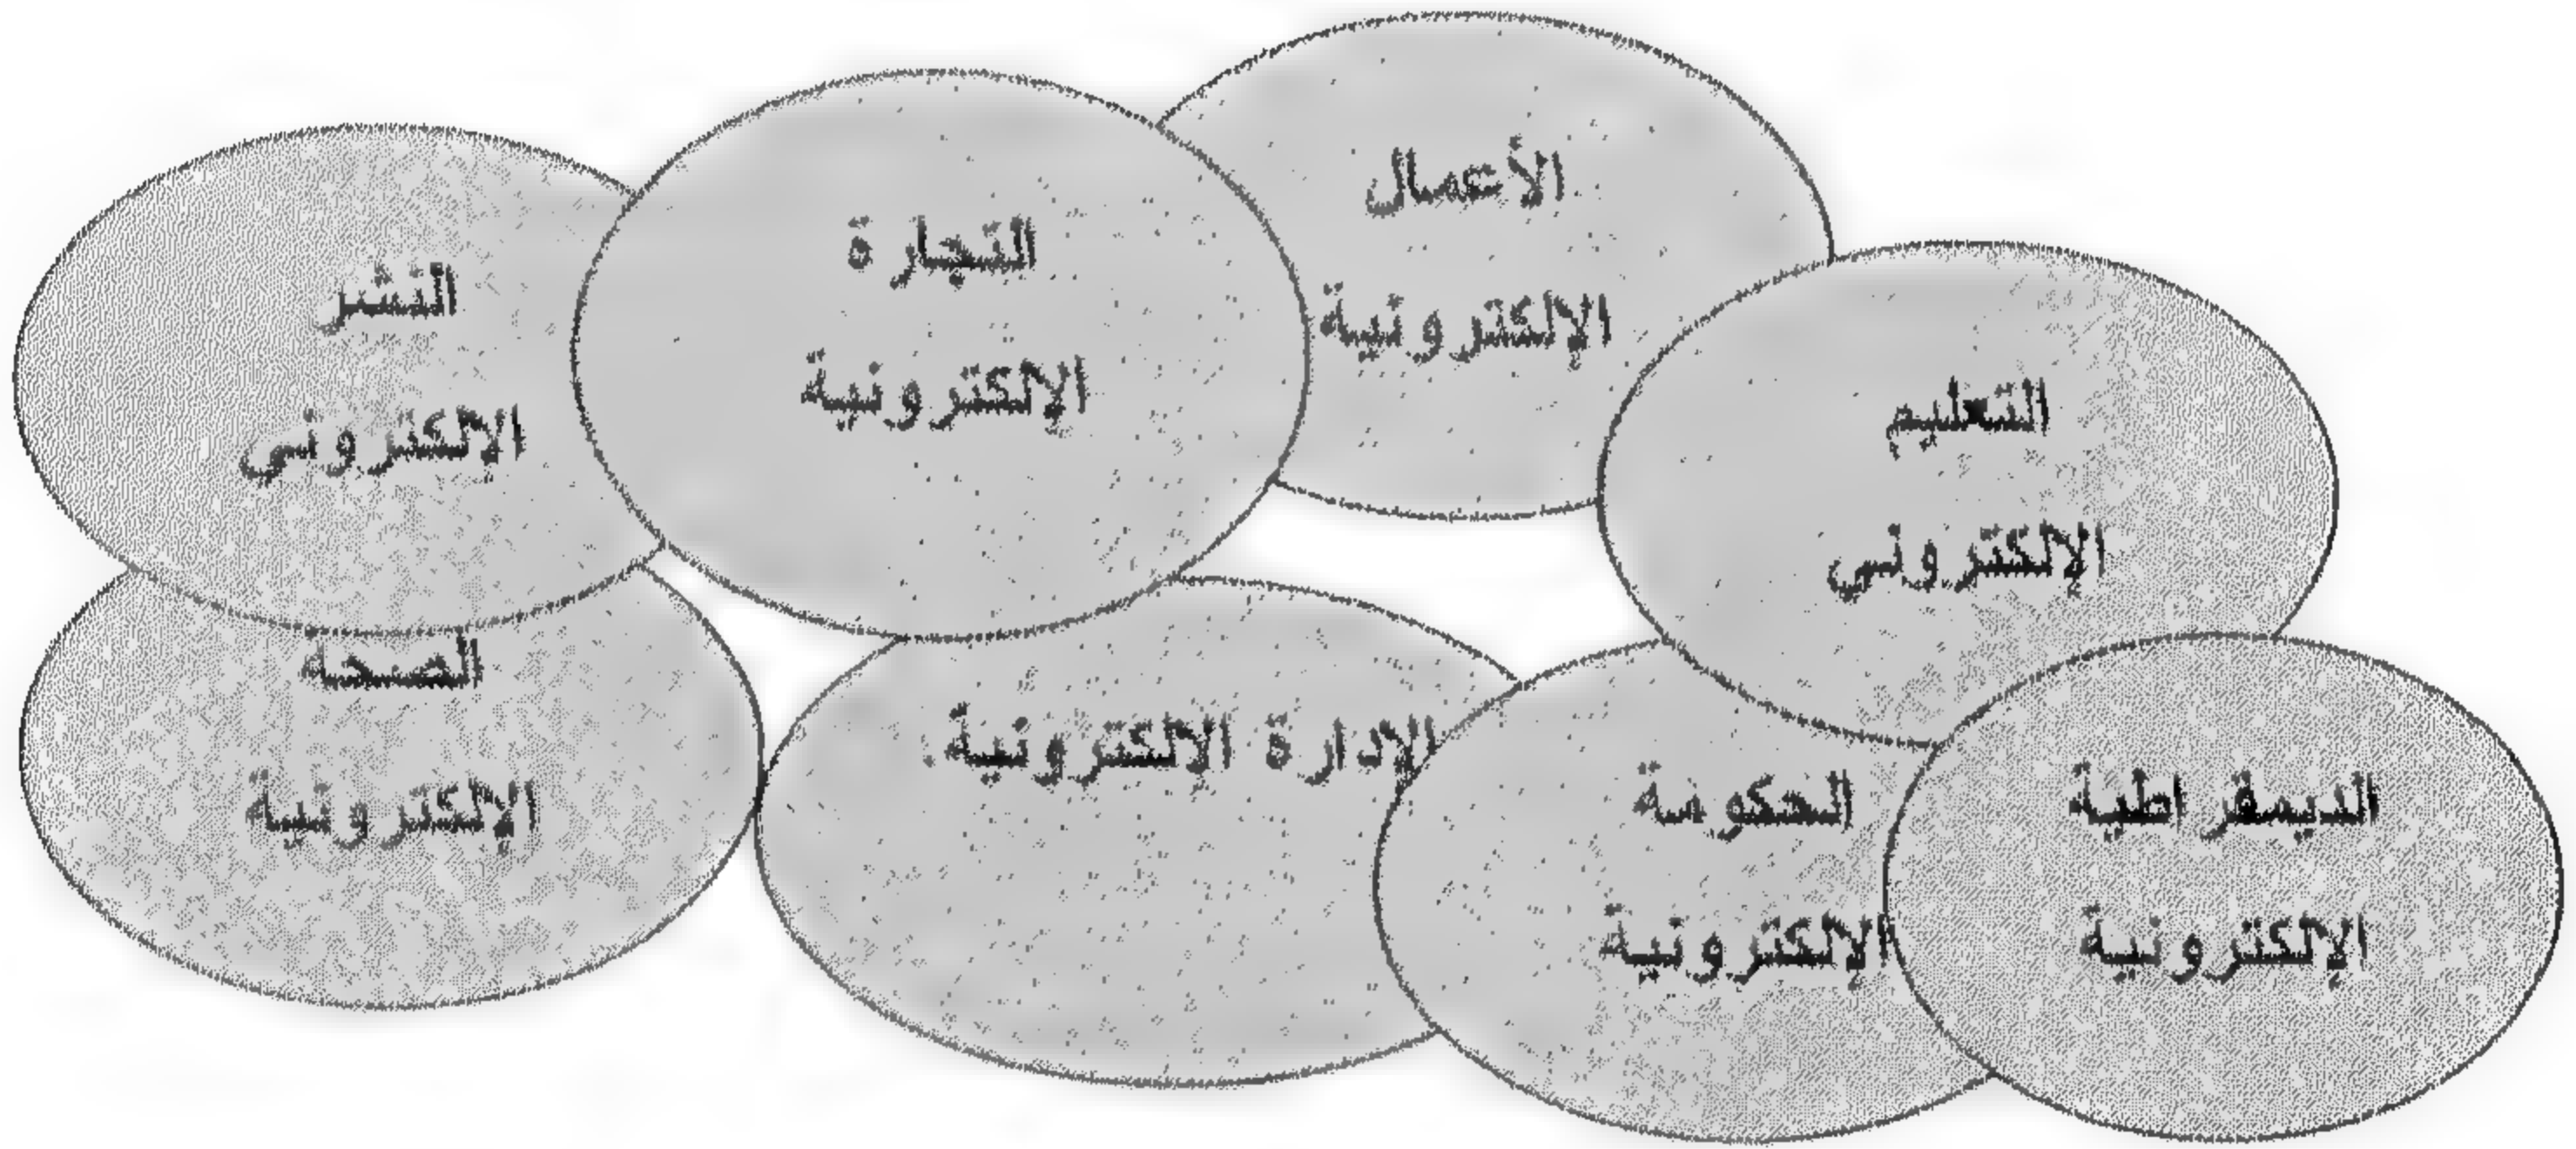 الأعمال
الإلكترونية
التجارة
الإلكترونية
النشر
الإلكتروني
التعليم
الإلكتروني
الصحة
الإلكترونية
الإدارة الإلكترونية
الحكومة
الإلكترونية
الديمقراطية
الإلكترونية